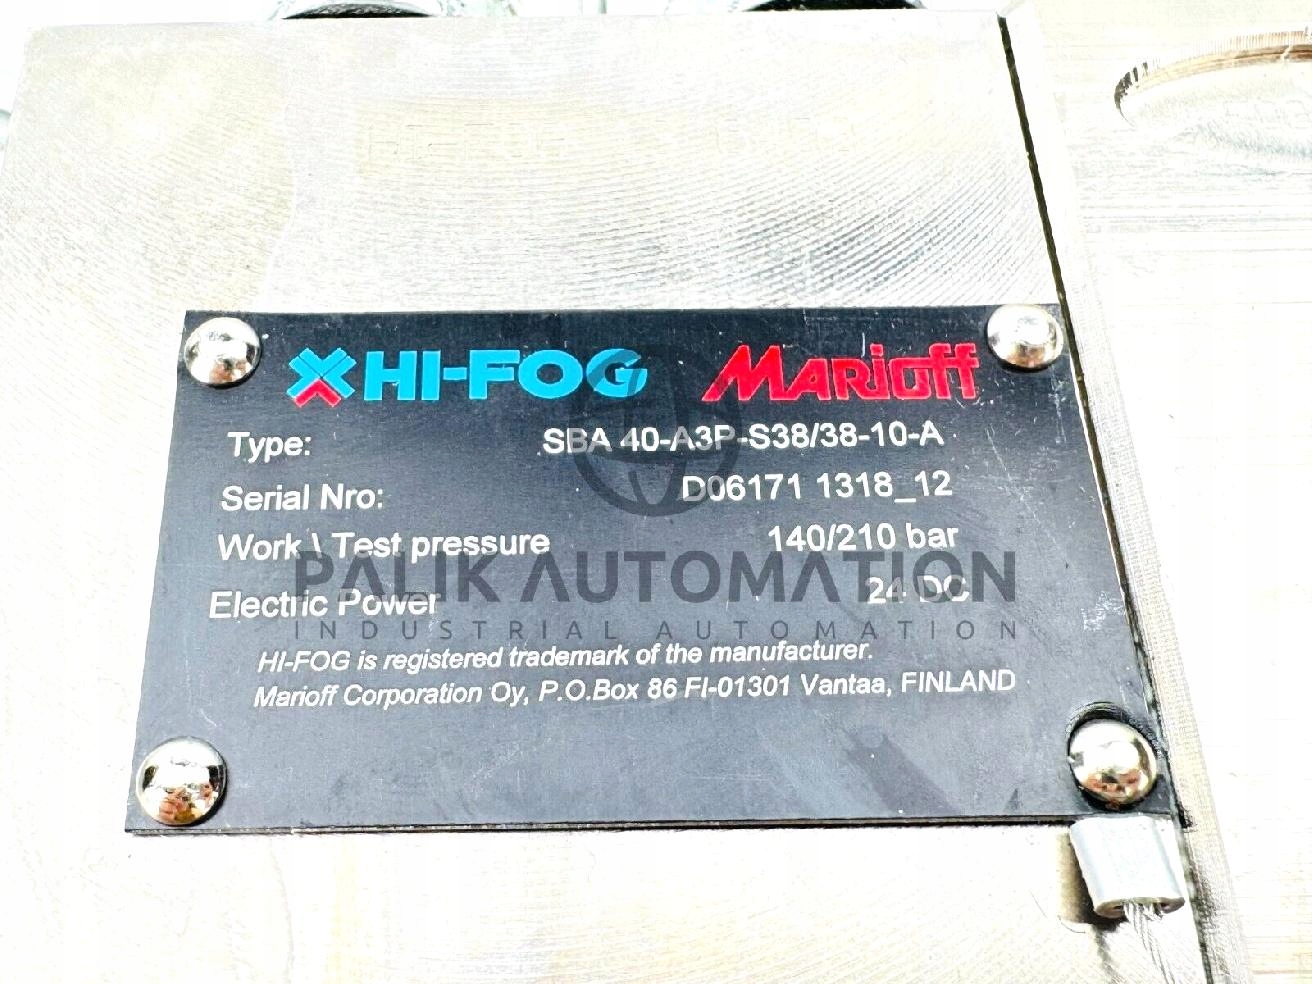 HI-FOG MARIOFF
Type: SBA 40-A3P-S38/38-10-A
Serial Nro: D06171 1318_12
Work \ Test pressure 140/210 bar
PALIK AUTOMATION
Electric Power 24 DC
INDUSTRIAL AUTOMATION
HI-FOG is registered trademark of the manufacturer.
Marioff Corporation Oy, P.O.Box 86 FI-01301 Vantaa, FINLAND